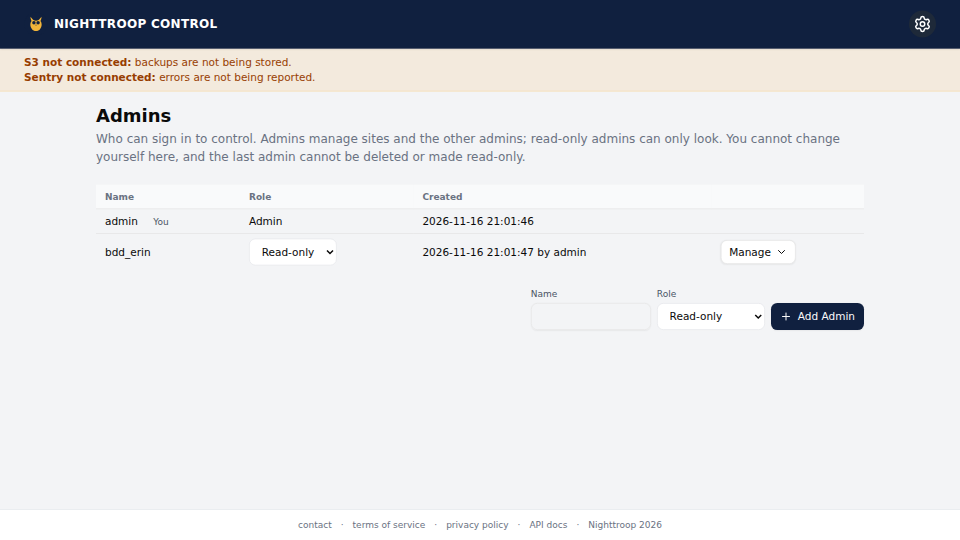 NIGHTTROOP CONTROL
S3 not connected: backups are not being stored.
Sentry not connected: errors are not being reported.
Admins
Who can sign in to control. Admins manage sites and the other admins; read-only admins can only look. You cannot change
yourself here, and the last admin cannot be deleted or made read-only.
Name Role Created
admin You Admin 2026-11-16 21:01:46
bdd_erin Read-only 2026-11-16 21:01:47 by admin Manage
Name Role
Read-only + Add Admin
contact · terms of service · privacy policy · API docs · Nighttroop 2026